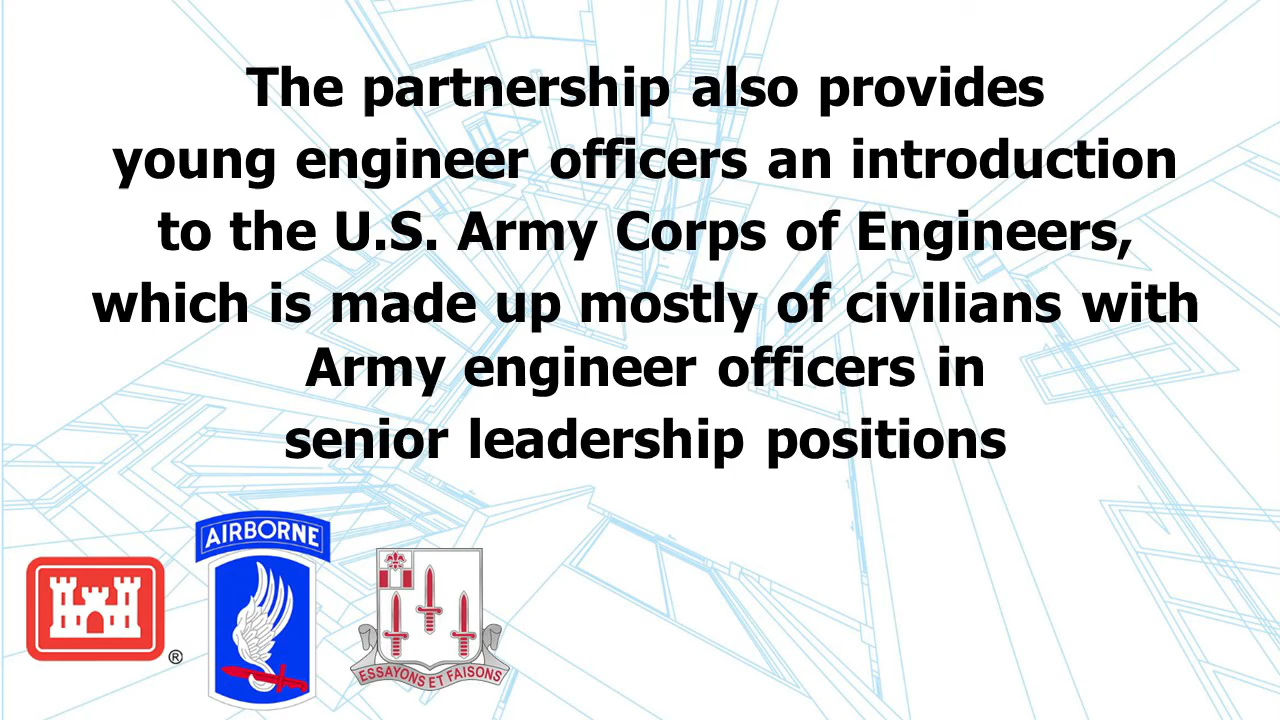 The partnership also provides
young engineer officers an introduction
to the U.S. Army Corps of Engineers,
which is made up mostly of civilians with
Army engineer officers in
senior leadership positions
AIRBORNE
®
ESSAYONS ET FAISONS